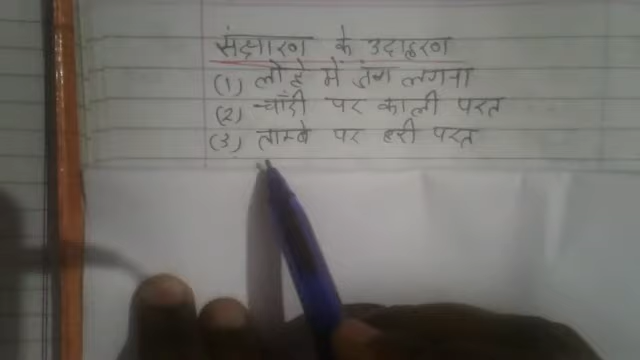 संक्षारण के उदाहरण
(1) लोहे में जंग लगना
(2) चाँदी पर काली परत
(3) ताम्बे पर हरी परत